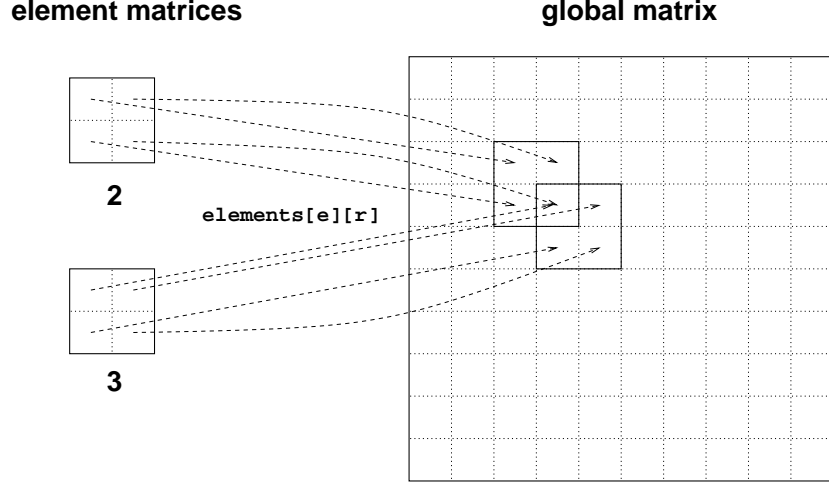 element matrices
global matrix
2
elements[e][r]
3